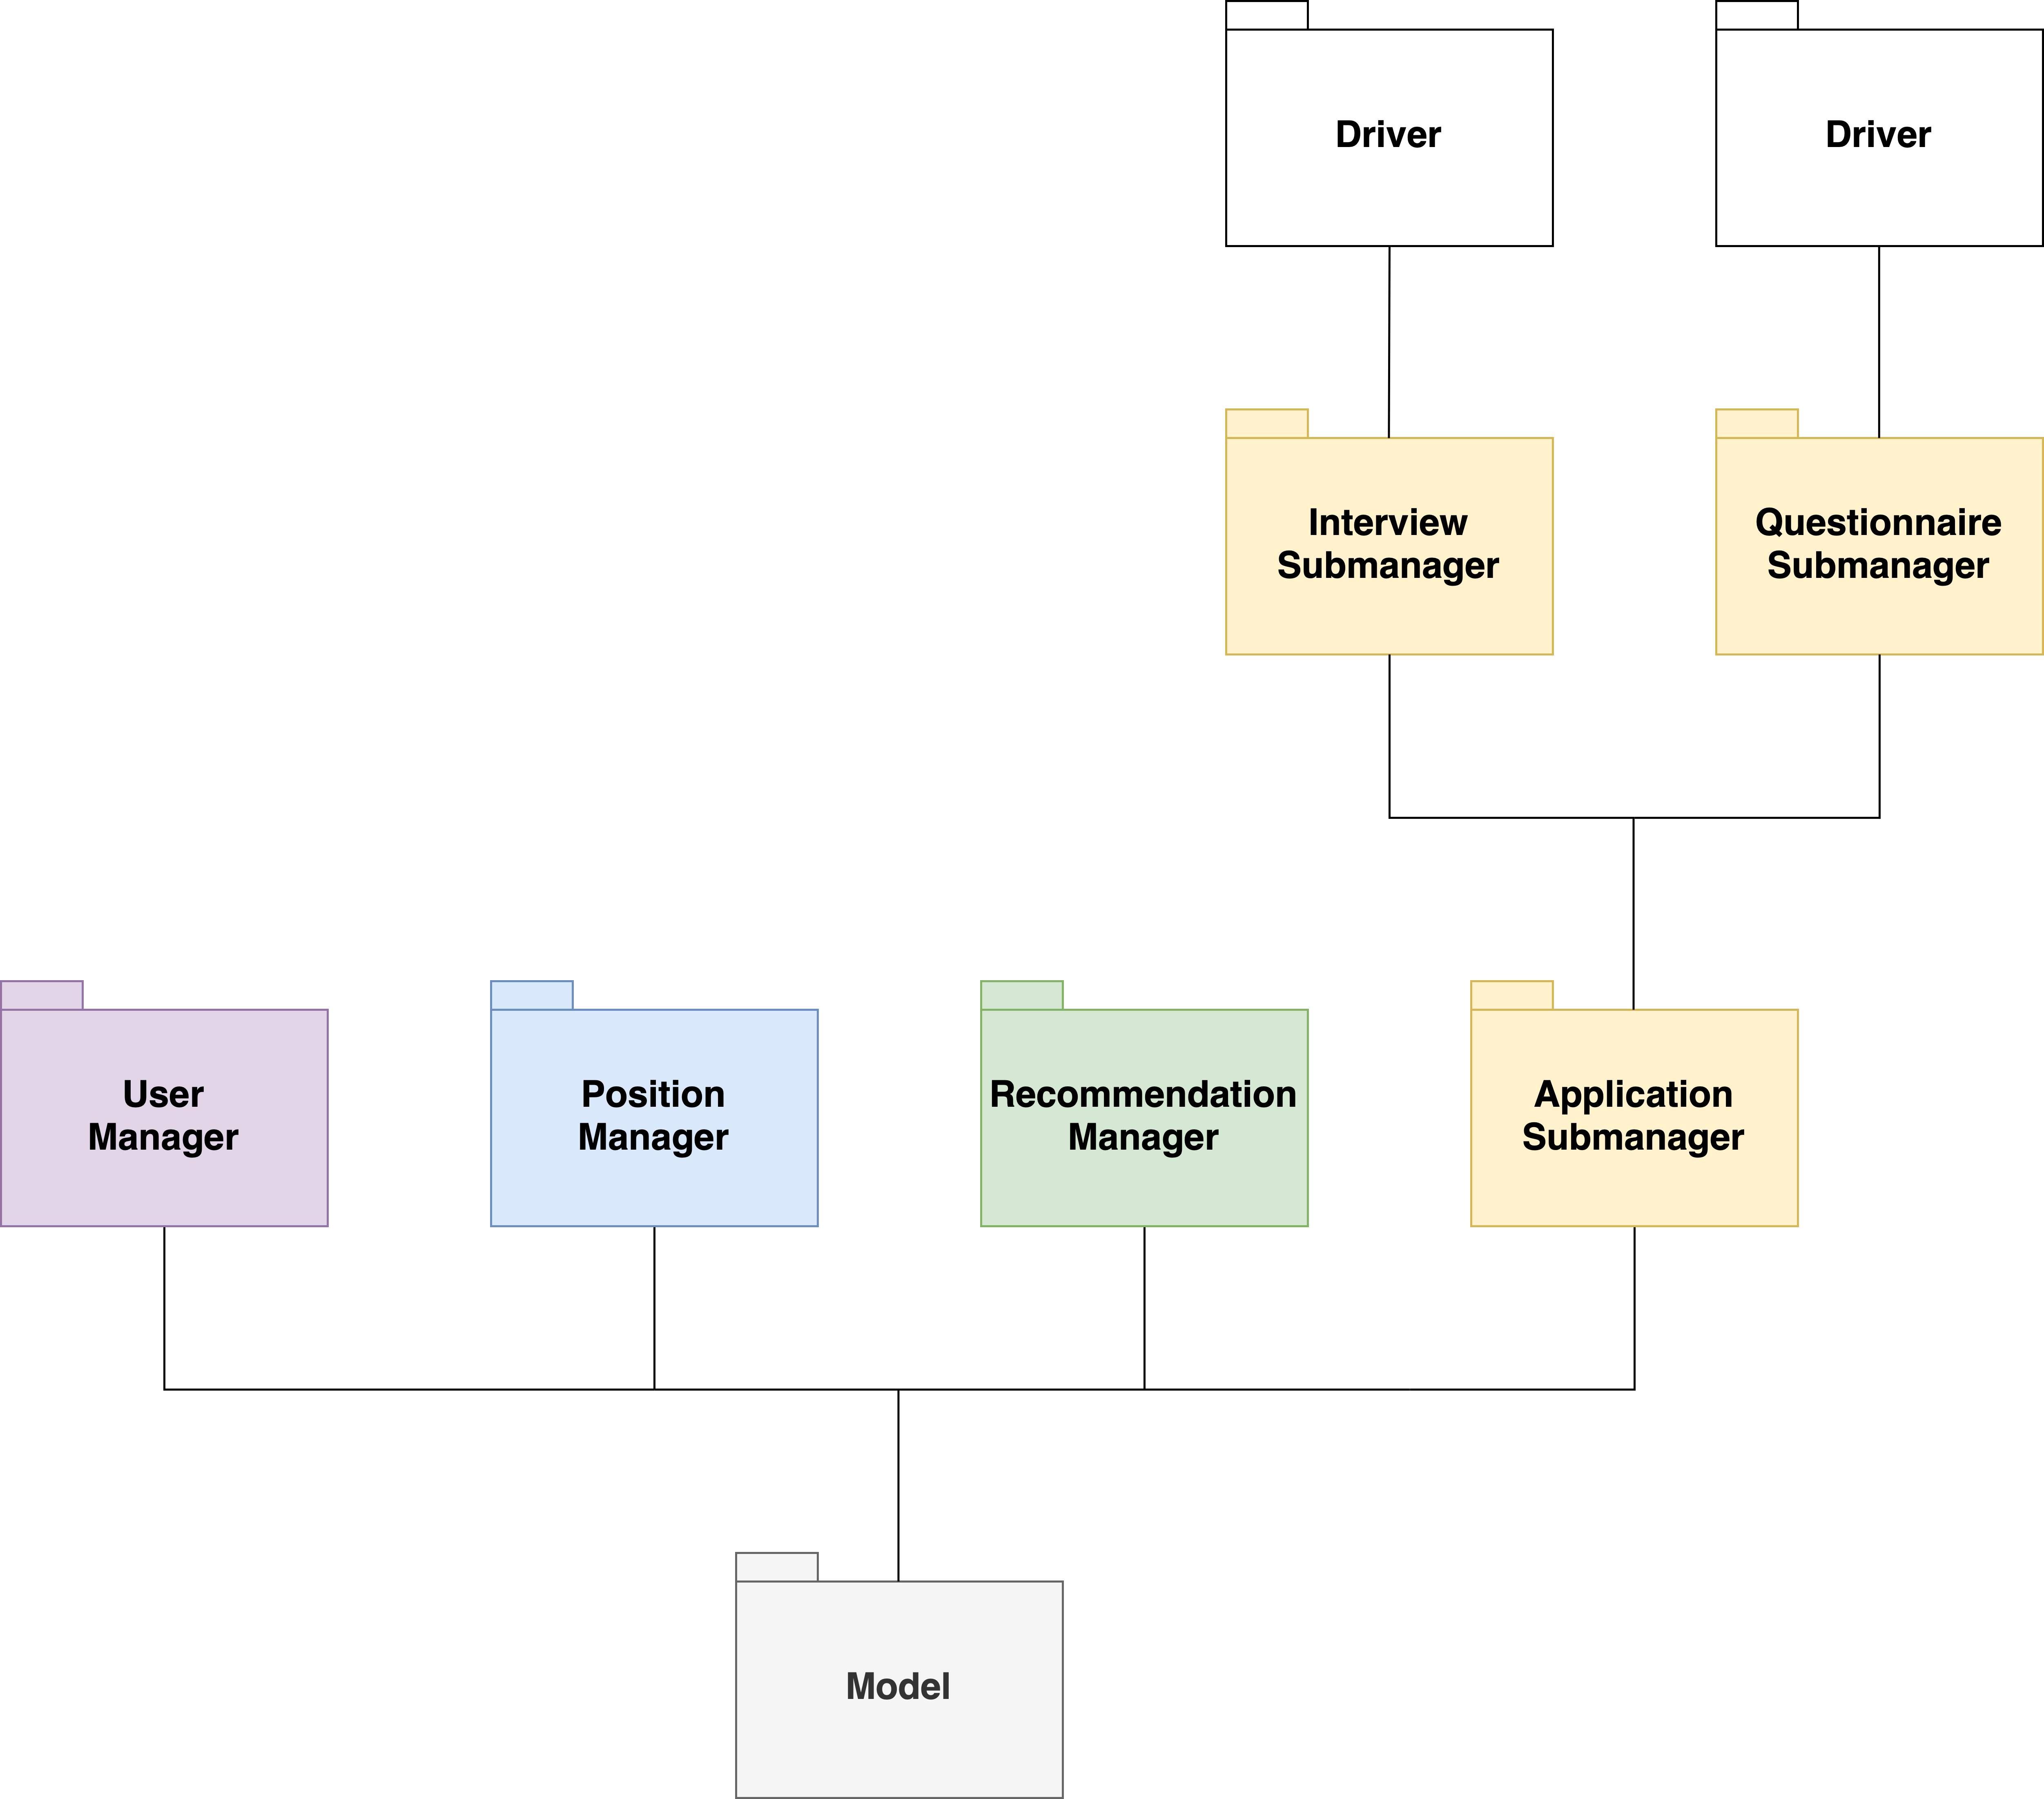 Driver
Driver
Interview
Submanager
Questionnaire
Submanager
User
Manager
Position
Manager
Recommendation
Manager
Application
Submanager
Model